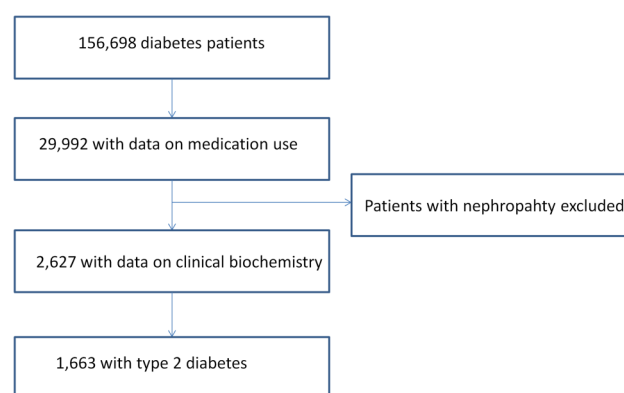 156,698 diabetes patients
29,992 with data on medication use
Patients with nephropahty excluded
2,627 with data on clinical biochemistry
1,663 with type 2 diabetes